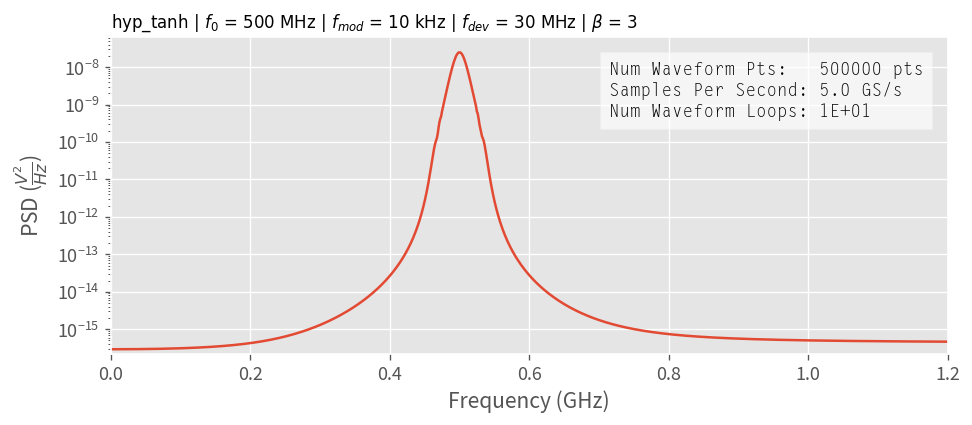 hyp_tanh | f₀ = 500 MHz | f_mod = 10 kHz | f_dev = 30 MHz | β = 3
Num Waveform Pts: 500000 pts
Samples Per Second: 5.0 GS/s
Num Waveform Loops: 1E+01
10⁻⁸
10⁻⁹
10⁻¹⁰
10⁻¹¹
10⁻¹²
10⁻¹³
10⁻¹⁴
10⁻¹⁵
PSD (V²/Hz)
0.0 0.2 0.4 0.6 0.8 1.0 1.2
Frequency (GHz)